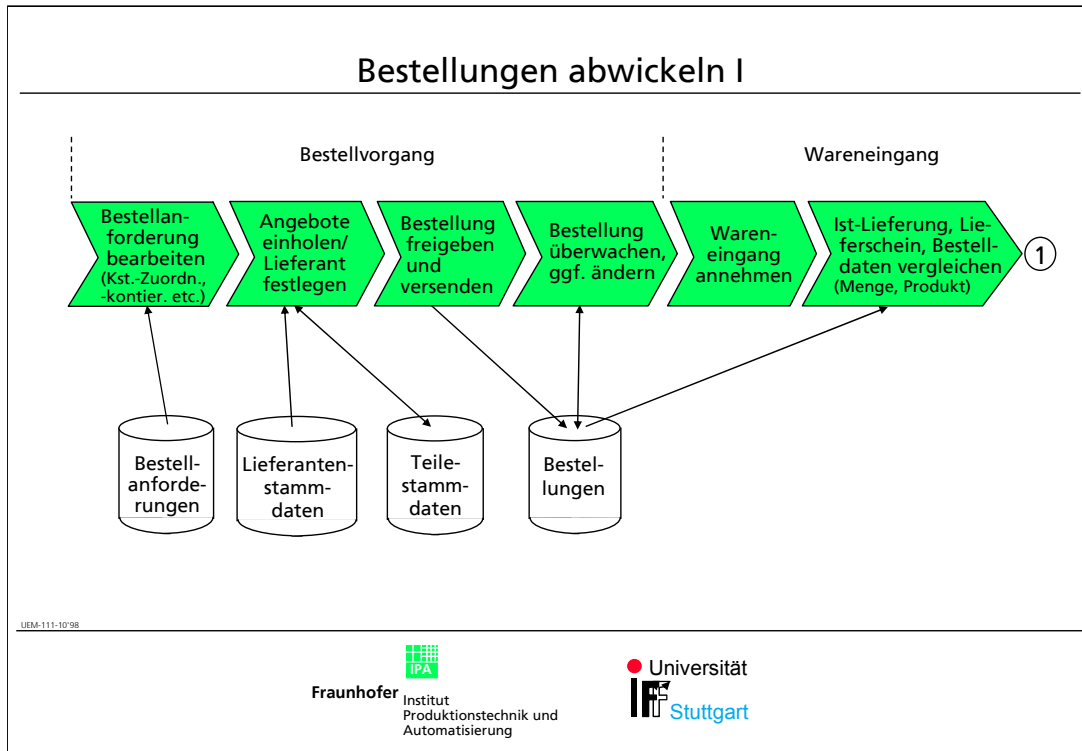 Bestellungen abwickeln I
Bestellvorgang
Wareneingang
Bestellan-
forderung
bearbeiten
(Kst.-Zuordn.,
-kontier. etc.)
Angebote
einholen/
Lieferant
festlegen
Bestellung
freigeben
und
versenden
Bestellung
überwachen,
ggf. ändern
Waren-
eingang
annehmen
Ist-Lieferung, Lie-
ferschein, Bestell-
daten vergleichen
(Menge, Produkt)
1
Bestell-
anforde-
rungen
Lieferanten-
stamm-
daten
Teile-
stamm-
daten
Bestel-
lungen
UEM-111-10'98
IPA
Fraunhofer
Institut
Produktionstechnik und
Automatisierung
Universität
IFF
Stuttgart